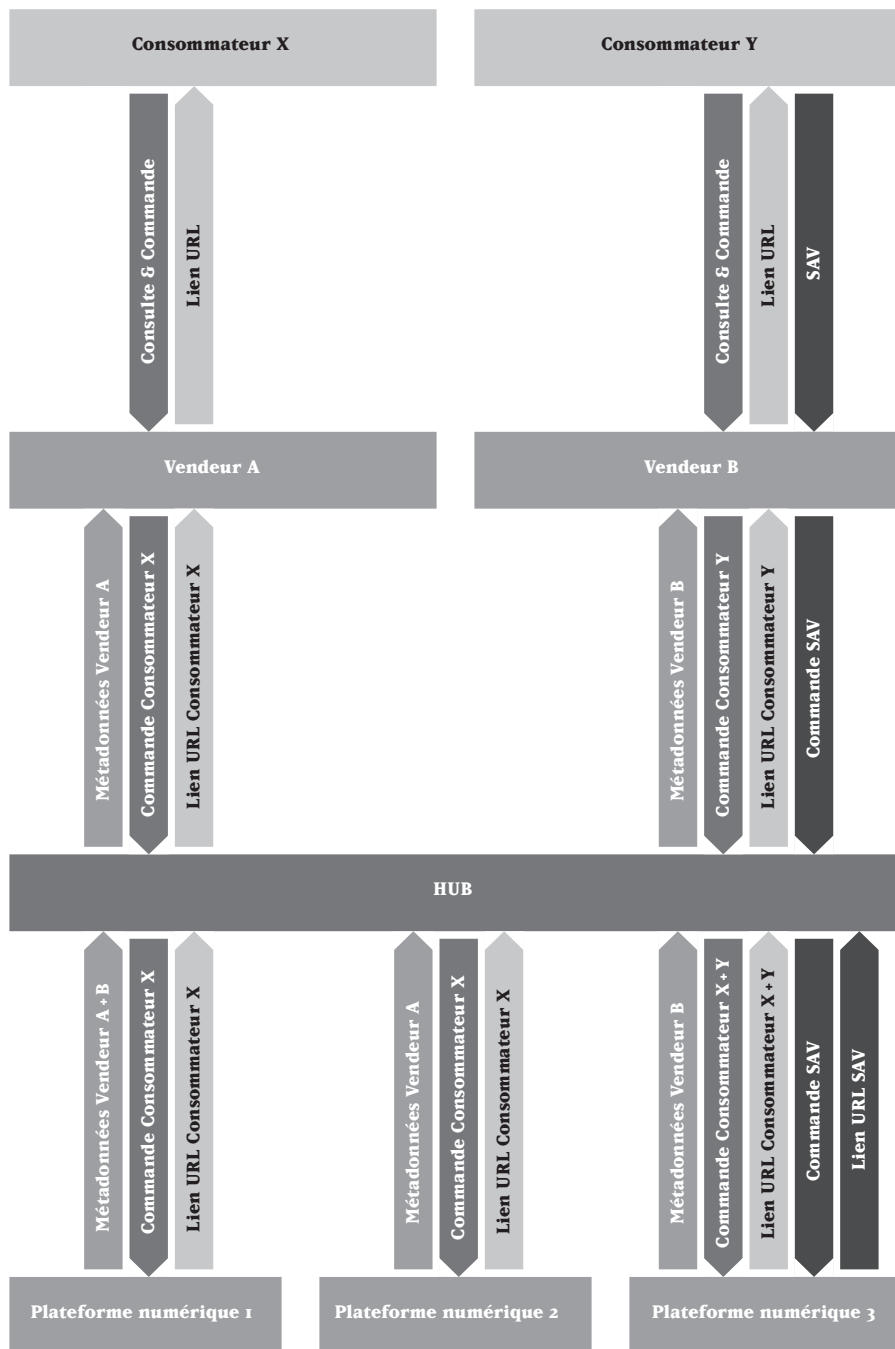 Consommateur X
Consommateur Y
Consulte & Commande
Lien URL
Consulte & Commande
Lien URL
SAV
Vendeur A
Vendeur B
Métadonnées Vendeur A
Commande Consommateur X
Lien URL Consommateur X
Métadonnées Vendeur B
Commande Consommateur Y
Lien URL Consommateur Y
Commande SAV
HUB
Métadonnées Vendeur A+B
Commande Consommateur X
Lien URL Consommateur X
Métadonnées Vendeur A
Commande Consommateur X
Lien URL Consommateur X
Métadonnées Vendeur B
Commande Consommateur X+Y
Lien URL Consommateur X+Y
Commande SAV
Lien URL SAV
Plateforme numérique 1
Plateforme numérique 2
Plateforme numérique 3